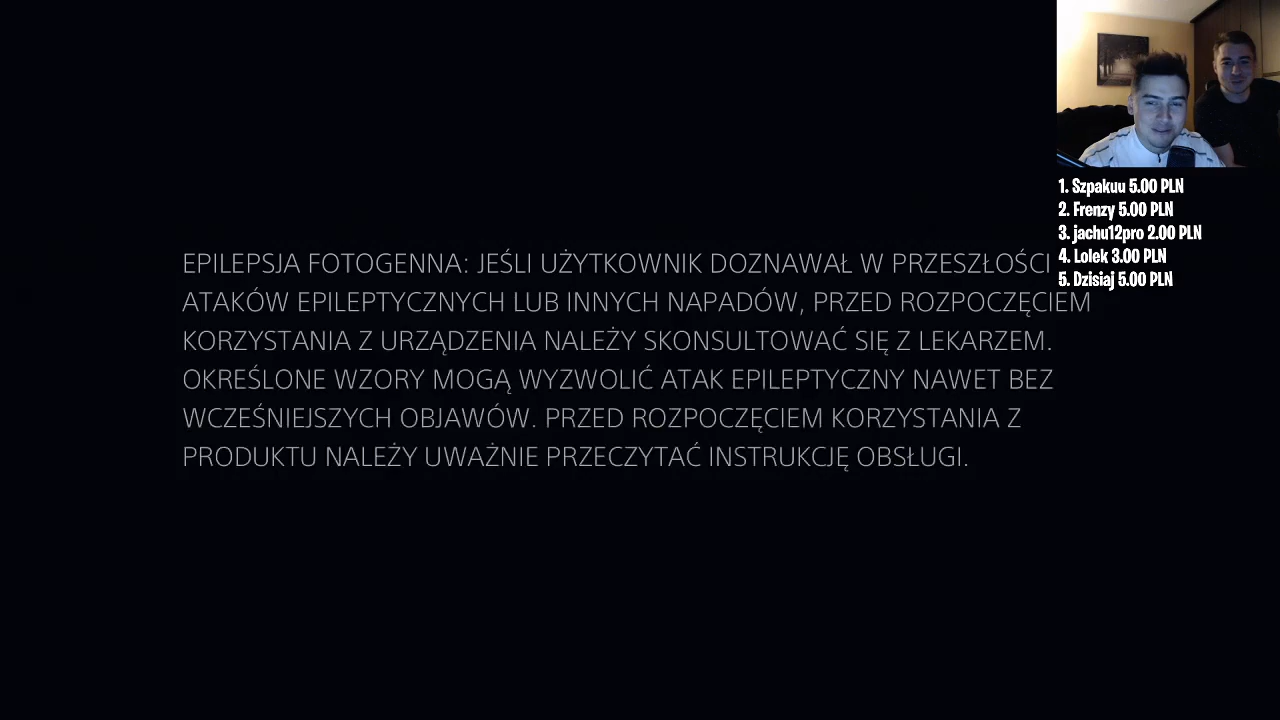 1. Szpakuu 5.00 PLN
2. Frenzy 5.00 PLN
3. jachu12pro 2.00 PLN
4. Lolek 3.00 PLN
5. Dzisiaj 5.00 PLN
EPILEPSJA FOTOGENNA: JEŚLI UŻYTKOWNIK DOZNAWAŁ W PRZESZŁOŚCI
ATAKÓW EPILEPTYCZNYCH LUB INNYCH NAPADÓW, PRZED ROZPOCZĘCIEM
KORZYSTANIA Z URZĄDZENIA NALEŻY SKONSULTOWAĆ SIĘ Z LEKARZEM.
OKREŚLONE WZORY MOGĄ WYZWOLIĆ ATAK EPILEPTYCZNY NAWET BEZ
WCZEŚNIEJSZYCH OBJAWÓW. PRZED ROZPOCZĘCIEM KORZYSTANIA Z
PRODUKTU NALEŻY UWAŻNIE PRZECZYTAĆ INSTRUKCJĘ OBSŁUGI.